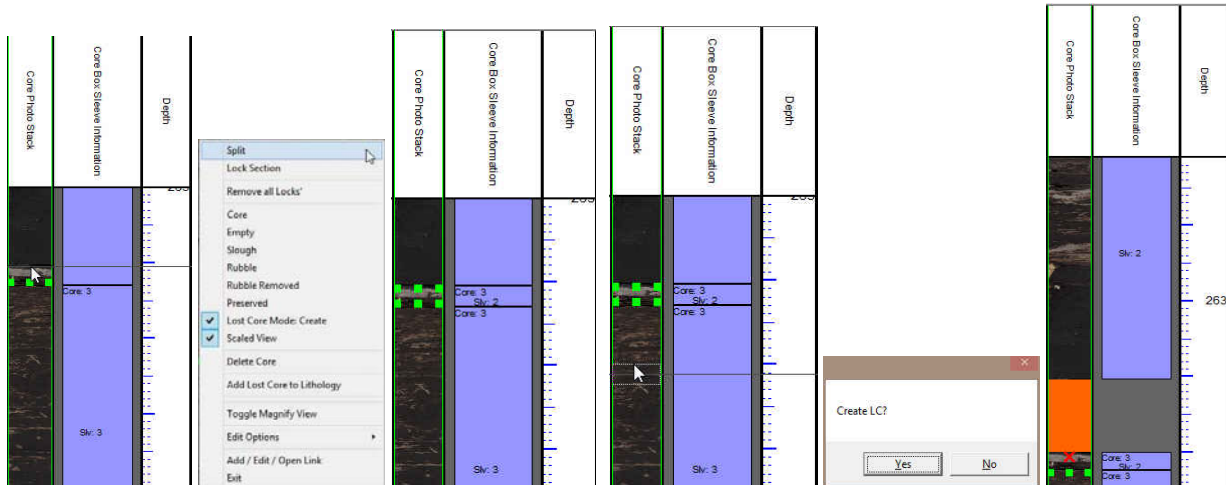 Core Photo Stack
Core Box Sleeve Information
Depth
Core: 3
Slv: 3
Split
Lock Section
Remove all Locks'
Core
Empty
Slough
Rubble
Rubble Removed
Preserved
Lost Core Mode: Create
Scaled View
Delete Core
Add Lost Core to Lithology
Toggle Magnify View
Edit Options
Add / Edit / Open Link
Exit
Core Photo Stack
Core Box Sleeve Information
Depth
Core: 3
Slv: 2
Core: 3
Slv: 3
Core Photo Stack
Core Box Sleeve Information
Depth
Core: 3
Slv: 2
Core: 3
Slv: 3
Create LC?
Yes
No
Core Photo Stack
Core Box Sleeve Information
Depth
Slv: 2
263
Core: 3
Slv: 2
Core: 3